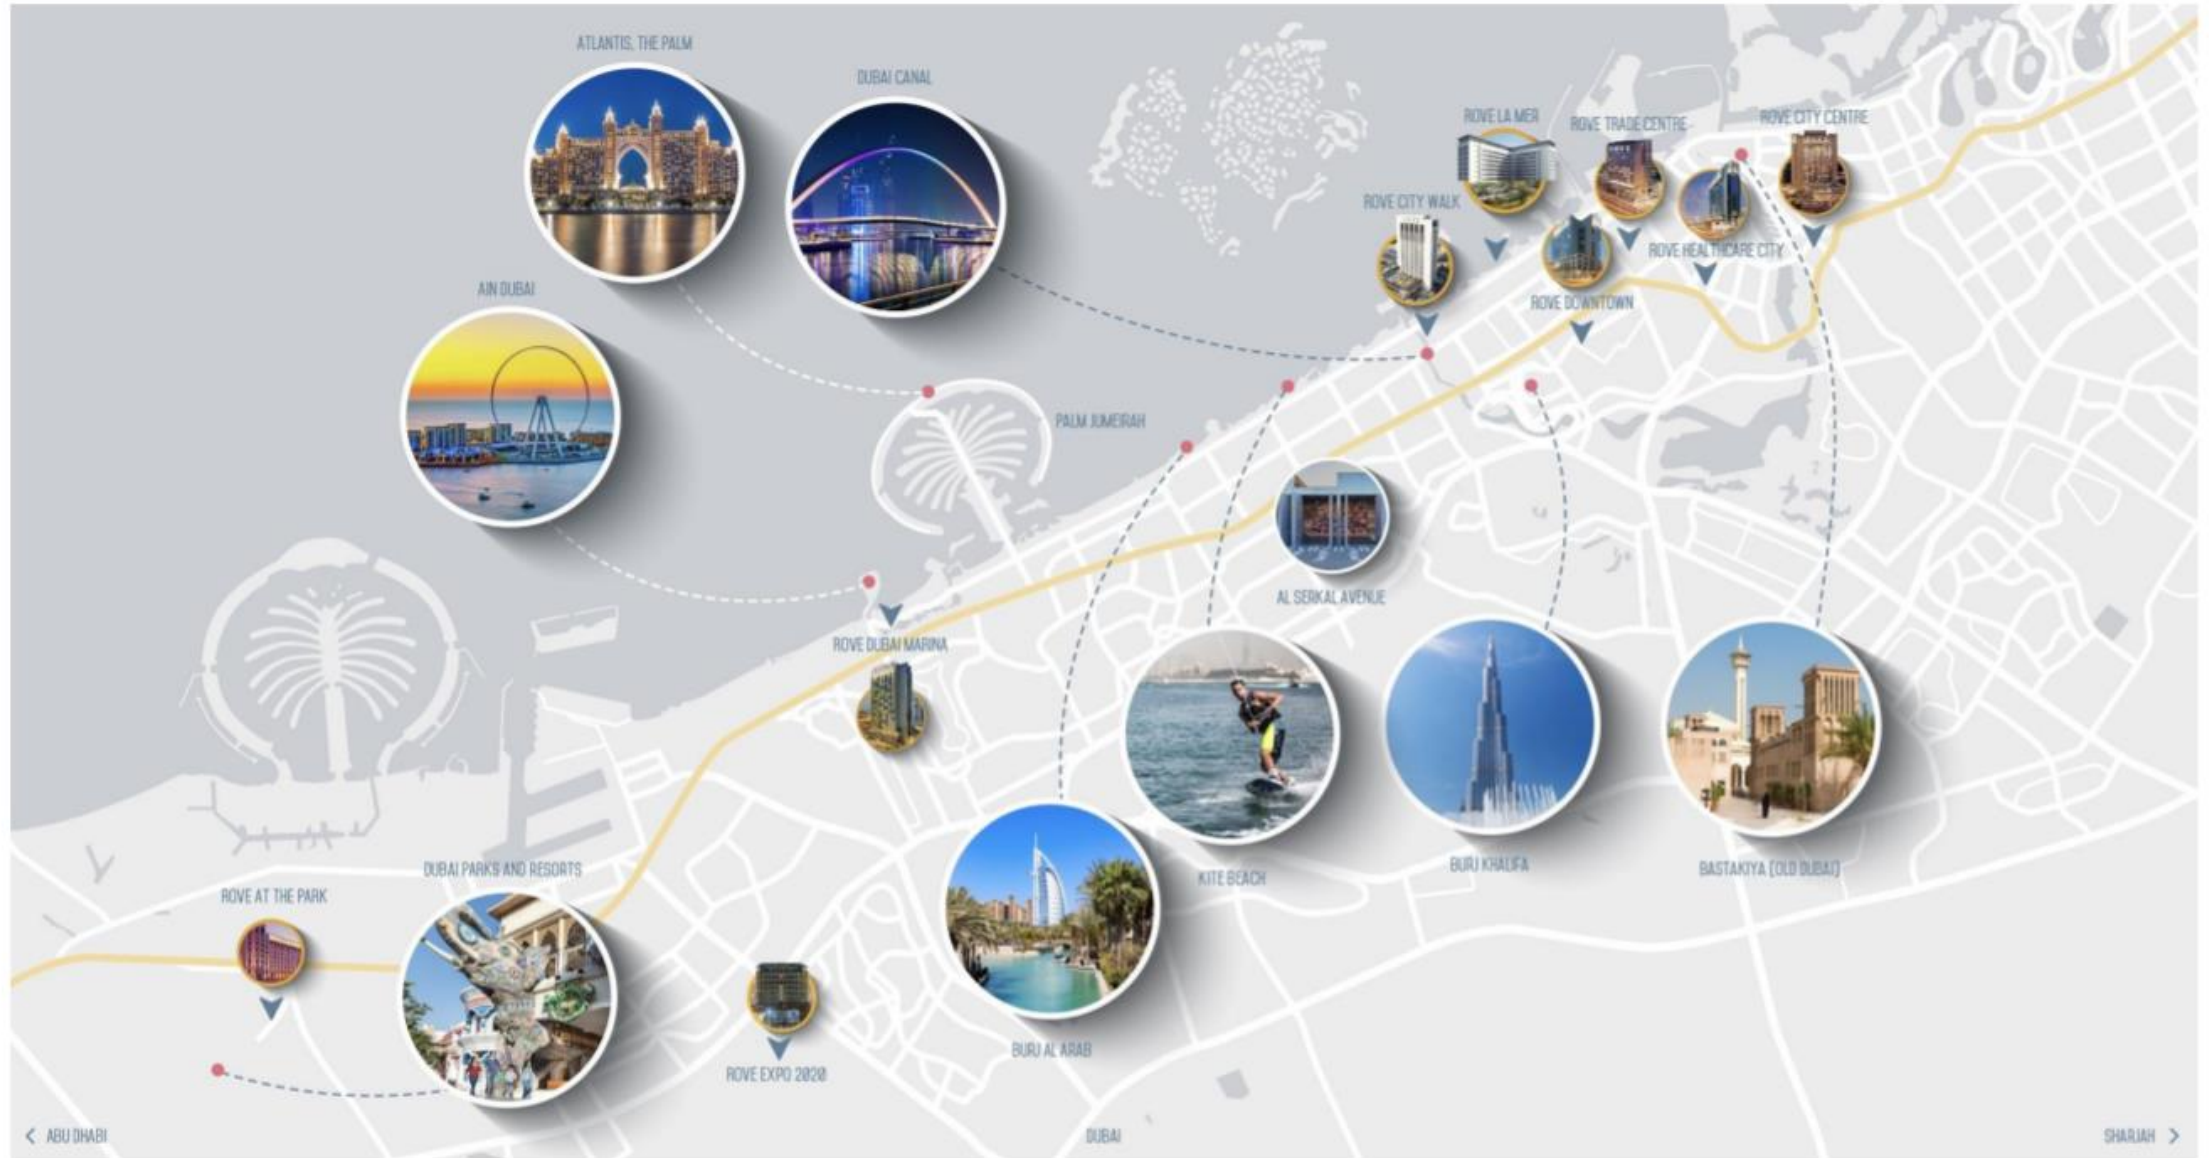 ATLANTIS, THE PALM
DUBAI CANAL
ROVE LA MER
ROVE TRADE CENTRE
ROVE CITY CENTRE
ROVE CITY WALK
ROVE HEALTHCARE CITY
AIN DUBAI
ROVE DOWNTOWN
PALM JUMEIRAH
AL SERKAL AVENUE
ROVE DUBAI MARINA
DUBAI PARKS AND RESORTS
BURJ KHALIFA
BASTAKIYA (OLD DUBAI)
KITE BEACH
ROVE AT THE PARK
BURJ AL ARAB
ROVE EXPO 2020
< ABU DHABI
DUBAI
SHARJAH >